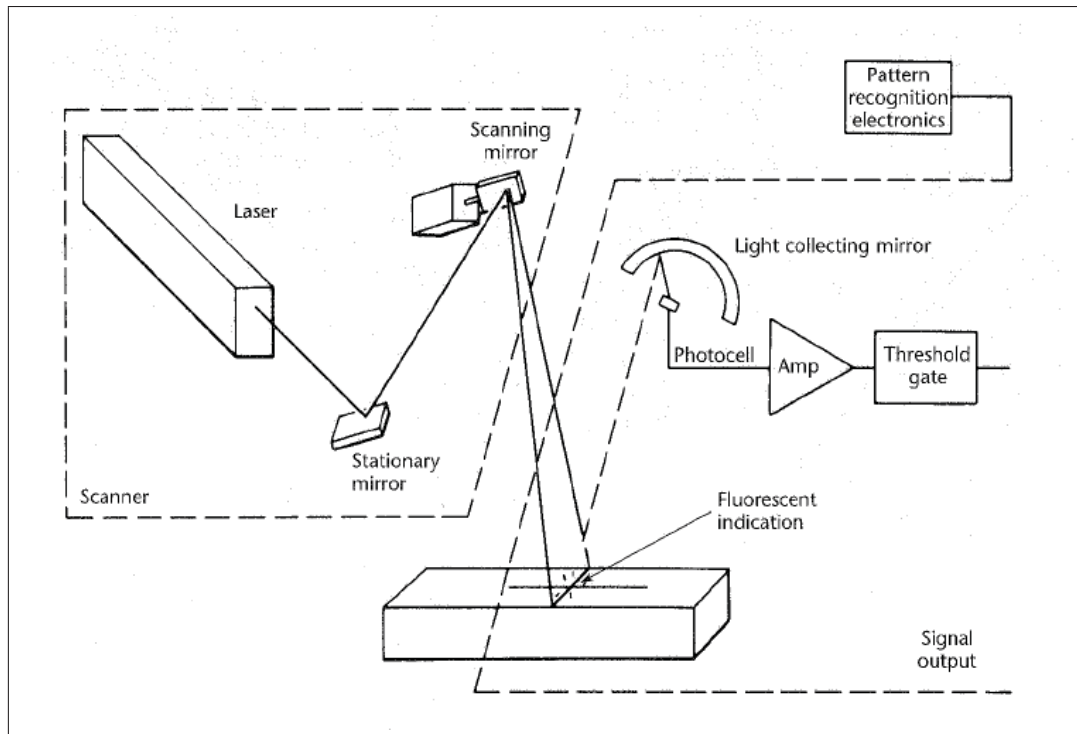 Pattern
recognition
electronics
Scanning
mirror
Laser
Light collecting mirror
Photocell
Amp
Threshold
gate
Stationary
mirror
Scanner
Fluorescent
indication
Signal
output